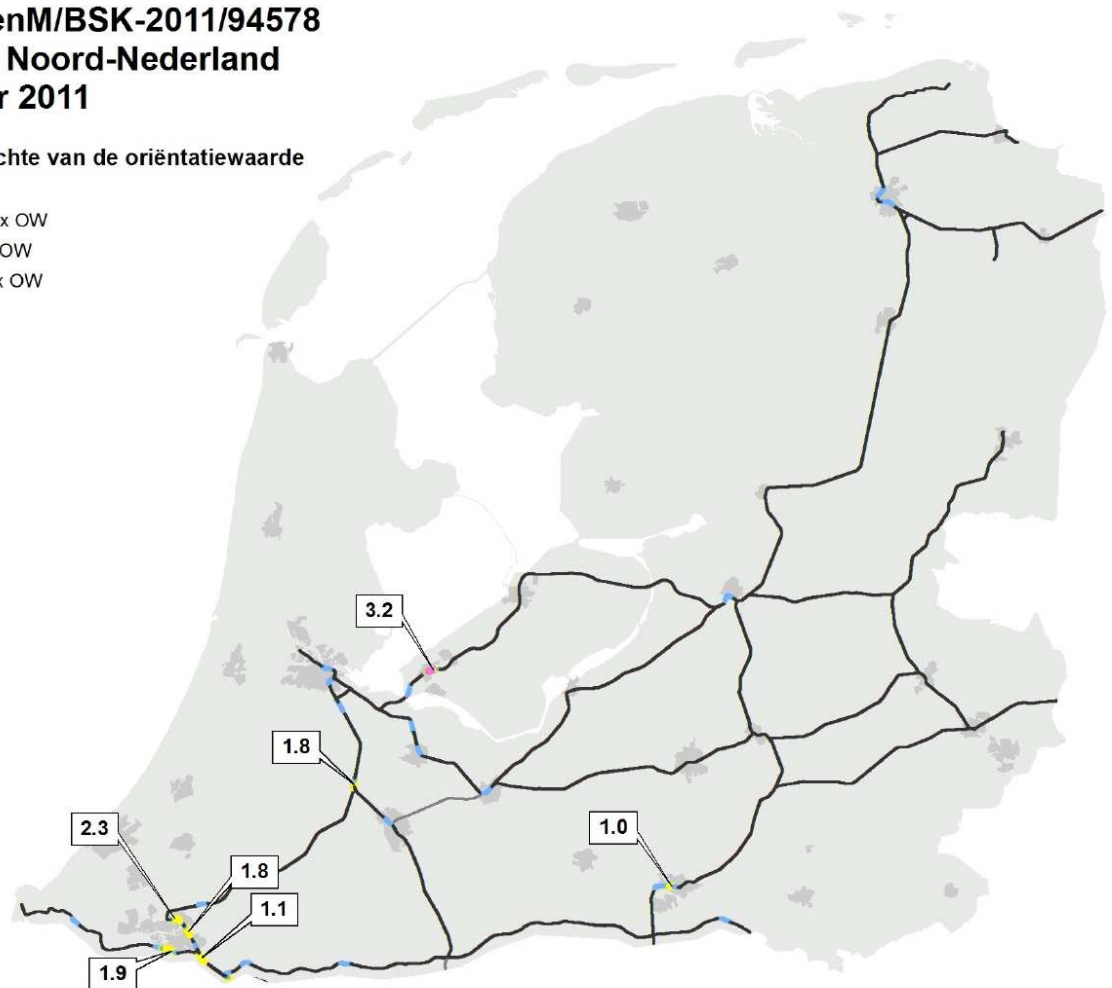 enM/BSK-2011/94578
Noord-Nederland
r 2011
chte van de oriëntatiewaarde
x OW
OW
x OW
3.2
1.8
2.3
1.8
1.0
1.1
1.9